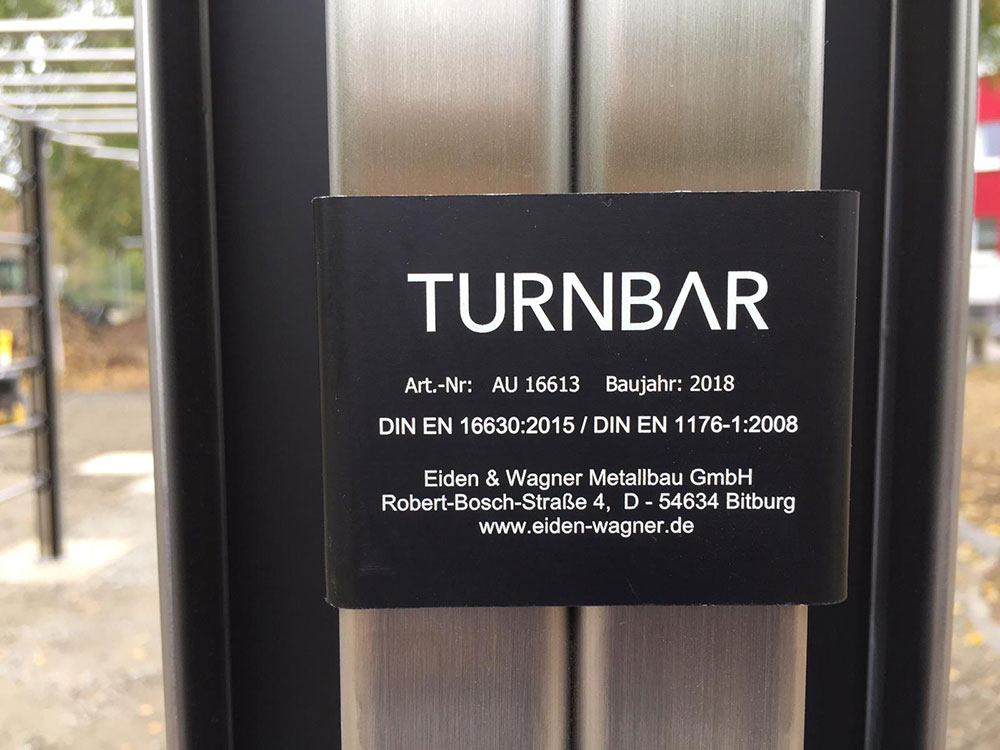 TURNBAR
Art.-Nr: AU 16613 Baujahr: 2018
DIN EN 16630:2015 / DIN EN 1176-1:2008
Eiden & Wagner Metallbau GmbH
Robert-Bosch-Straße 4, D - 54634 Bitburg
www.eiden-wagner.de